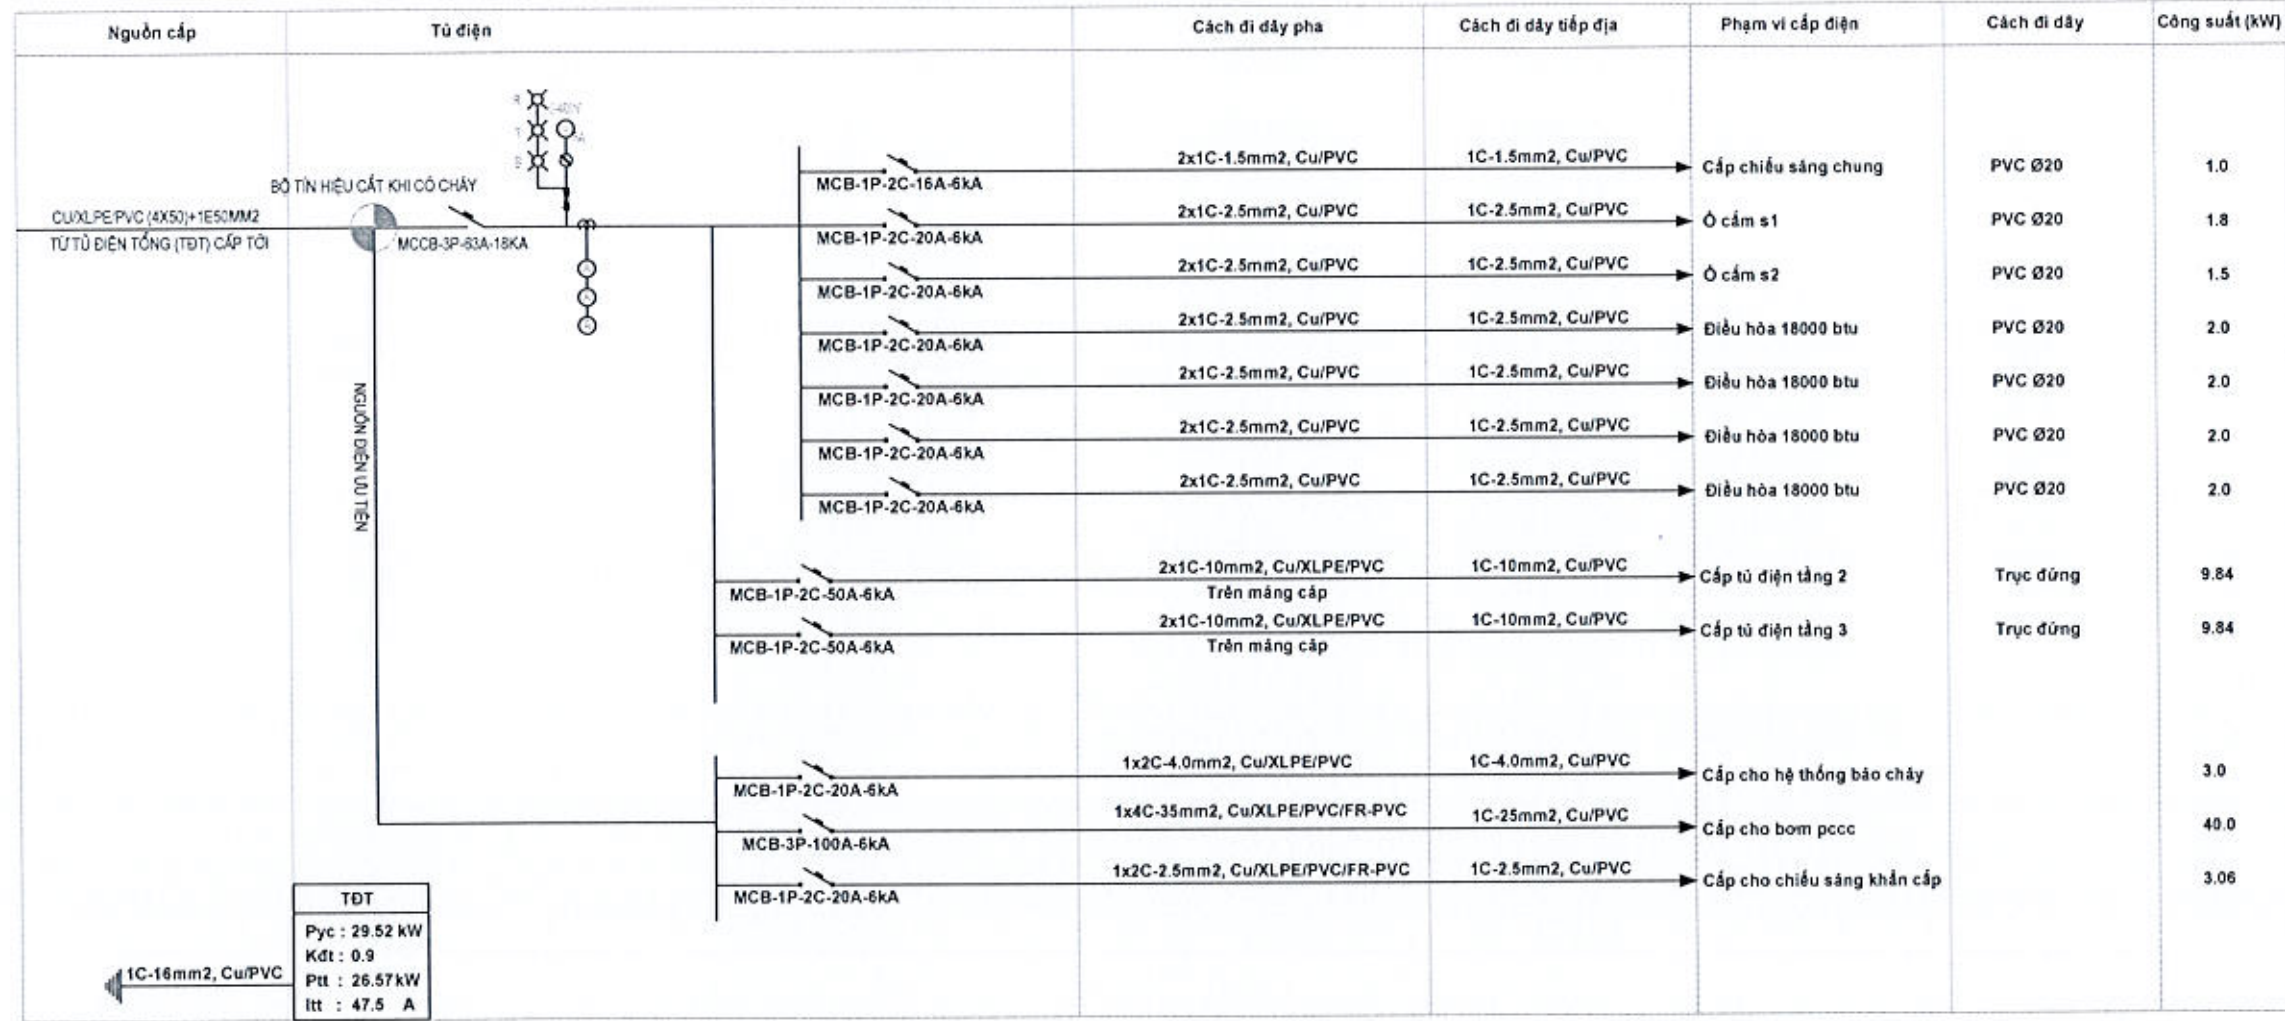 Nguồn cấp
Tủ điện
Cách đi dây pha
Cách đi dây tiếp địa
Phạm vi cấp điện
Cách đi dây
Công suất (kW)
BỘ TÍN HIỆU CẮT KHI CÓ CHÁY
CU/XLPE/PVC (4X50)+1E50MM2
TỪ TỦ ĐIỆN TỔNG (TĐT) CẤP TỚI
MCCB-3P-63A-18KA
NGUỒN ĐIỆN ƯU TIÊN
MCB-1P-2C-16A-6kA
2x1C-1.5mm2, Cu/PVC
1C-1.5mm2, Cu/PVC
Cấp chiếu sáng chung
PVC Ø20
1.0
MCB-1P-2C-20A-6kA
2x1C-2.5mm2, Cu/PVC
1C-2.5mm2, Cu/PVC
Ổ cắm s1
PVC Ø20
1.8
MCB-1P-2C-20A-6kA
2x1C-2.5mm2, Cu/PVC
1C-2.5mm2, Cu/PVC
Ổ cắm s2
PVC Ø20
1.5
MCB-1P-2C-20A-6kA
2x1C-2.5mm2, Cu/PVC
1C-2.5mm2, Cu/PVC
Điều hòa 18000 btu
PVC Ø20
2.0
MCB-1P-2C-20A-6kA
2x1C-2.5mm2, Cu/PVC
1C-2.5mm2, Cu/PVC
Điều hòa 18000 btu
PVC Ø20
2.0
MCB-1P-2C-20A-6kA
2x1C-2.5mm2, Cu/PVC
1C-2.5mm2, Cu/PVC
Điều hòa 18000 btu
PVC Ø20
2.0
MCB-1P-2C-20A-6kA
2x1C-2.5mm2, Cu/PVC
1C-2.5mm2, Cu/PVC
Điều hòa 18000 btu
PVC Ø20
2.0
MCB-1P-2C-50A-6kA
2x1C-10mm2, Cu/XLPE/PVC
Trên máng cáp
1C-10mm2, Cu/PVC
Cấp tủ điện tầng 2
Trục đứng
9.84
MCB-1P-2C-50A-6kA
2x1C-10mm2, Cu/XLPE/PVC
Trên máng cáp
1C-10mm2, Cu/PVC
Cấp tủ điện tầng 3
Trục đứng
9.84
MCB-1P-2C-20A-6kA
1x2C-4.0mm2, Cu/XLPE/PVC
1C-4.0mm2, Cu/PVC
Cấp cho hệ thống báo cháy
3.0
MCB-3P-100A-6kA
1x4C-35mm2, Cu/XLPE/PVC/FR-PVC
1C-25mm2, Cu/PVC
Cấp cho bơm pccc
40.0
MCB-1P-2C-20A-6kA
1x2C-2.5mm2, Cu/XLPE/PVC/FR-PVC
1C-2.5mm2, Cu/PVC
Cấp cho chiếu sáng khẩn cấp
3.06
TĐT
Pyc : 29.52 kW
Kđt : 0.9
Ptt : 26.57kW
Itt : 47.5 A
1C-16mm2, Cu/PVC